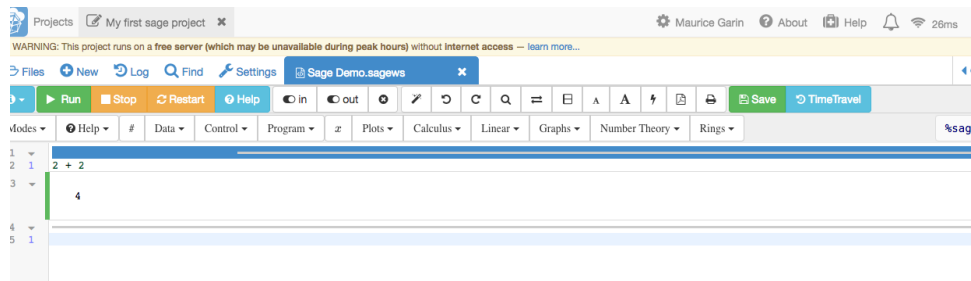 Projects My first sage project Maurice Garin About Help 26ms
WARNING: This project runs on a free server (which may be unavailable during peak hours) without internet access — learn more...
Files New Log Find Settings Sage Demo.sagews
Run Stop Restart Help in out A A Save TimeTravel
Modes Help # Data Control Program x Plots Calculus Linear Graphs Number Theory Rings %sag
1
2 1 2 + 2
3
4
4
5 1